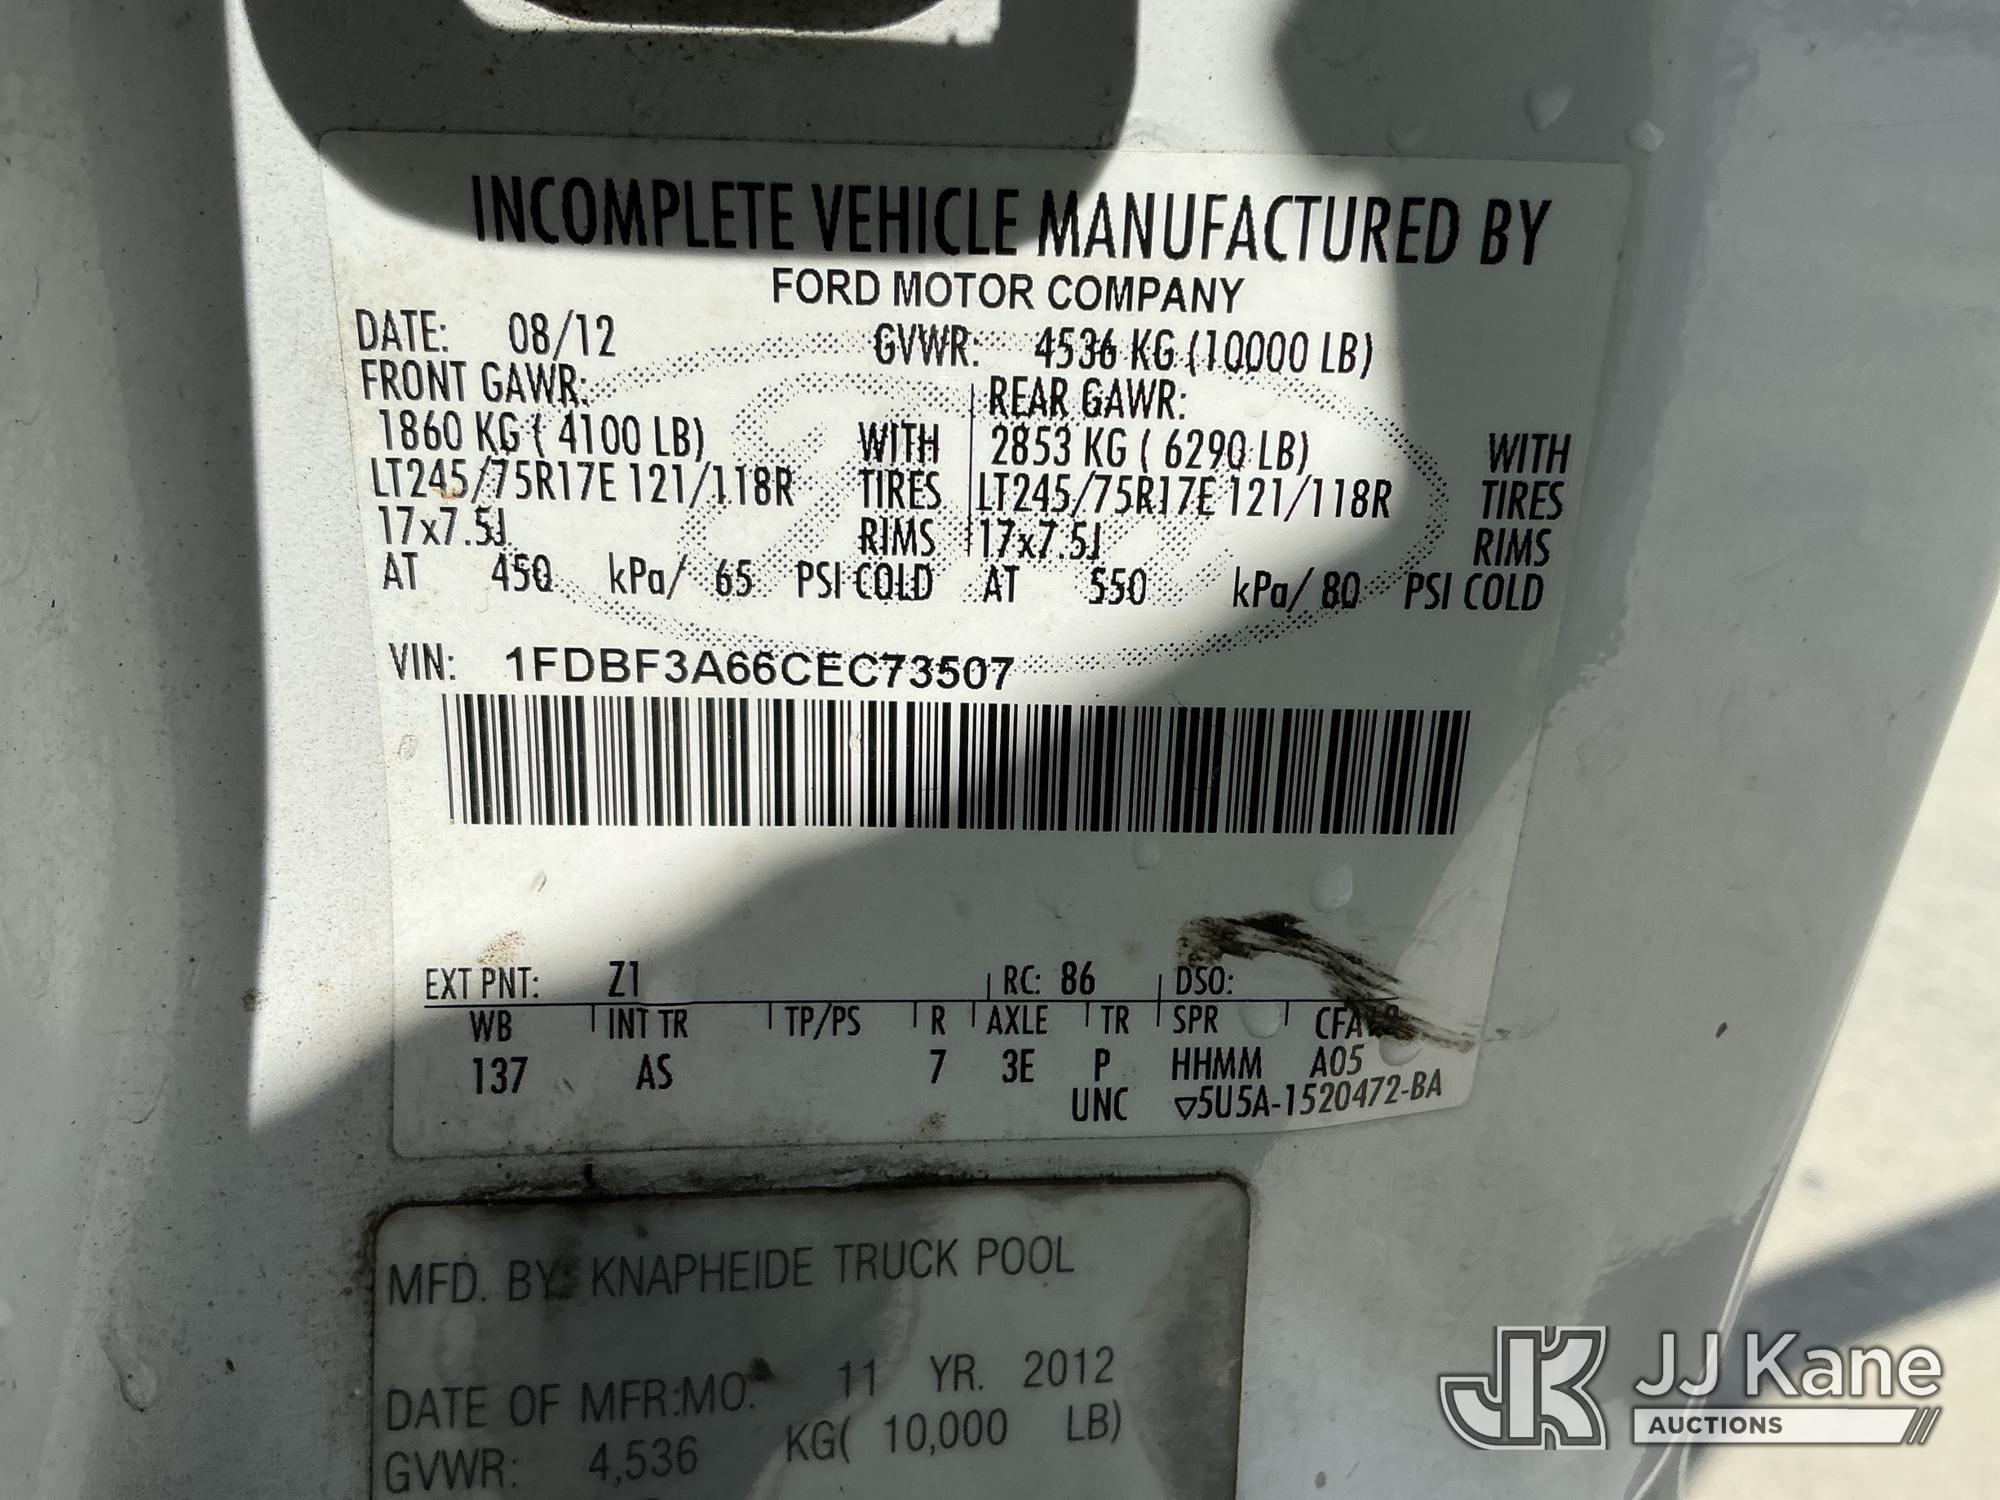 INCOMPLETE VEHICLE MANUFACTURED BY
FORD MOTOR COMPANY
DATE: 08/12 GVWR: 4536 KG (10000 LB)
FRONT GAWR: REAR GAWR:
1860 KG ( 4100 LB) WITH 2853 KG ( 6290 LB) WITH
LT245/75R17E 121/118R TIRES LT245/75R17E 121/118R TIRES
17x7.5J RIMS 17x7.5J RIMS
AT 450 kPa/ 65 PSI COLD AT 550 kPa/ 80 PSI COLD
VIN: 1FDBF3A66CEC73507
EXT PNT: Z1 RC: 86 DSO:
WB INT TR TP/PS R AXLE TR SPR
137 AS 7 3E P HHMM A05
UNC ▽5U5A-1520472-BA
MFD. BY KNAPHEIDE TRUCK POOL
DATE OF MFR:MO. 11 YR. 2012
GVWR: 4,536 KG( 10,000 LB)
JK JJ Kane
AUCTIONS